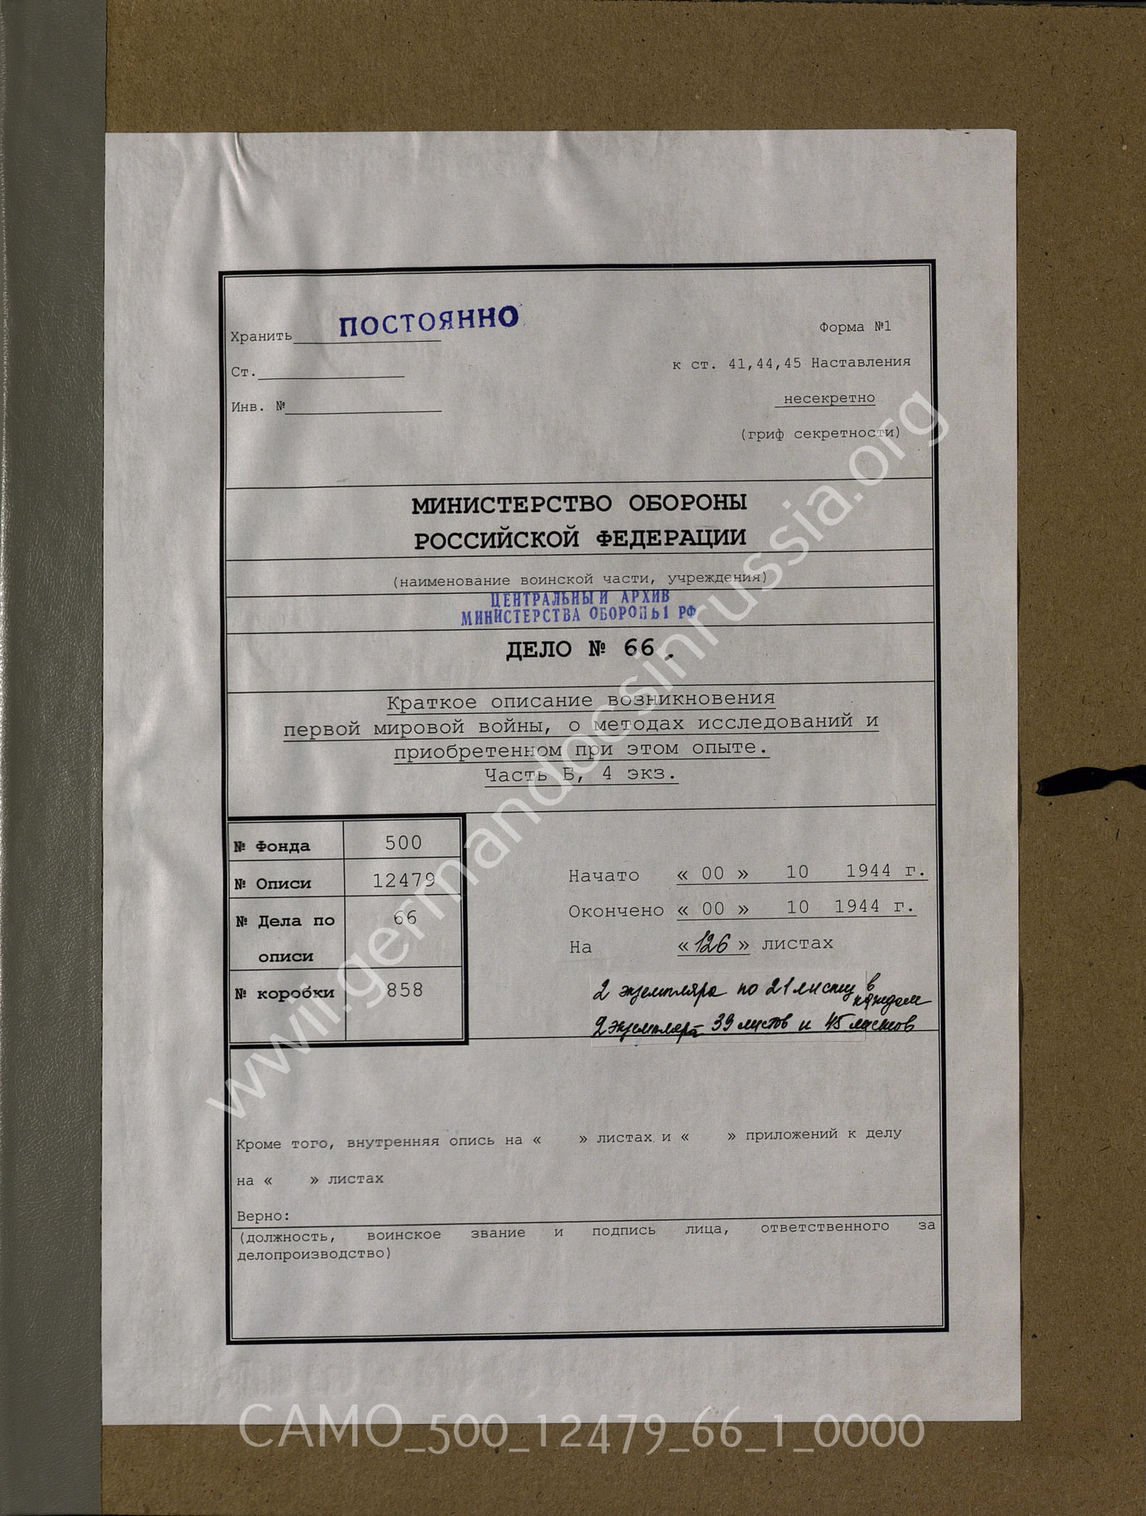 Хранить ПОСТОЯННО
Форма №1
Ст.
к ст. 41,44,45 Наставления
Инв. №
несекретно
(гриф секретности)
МИНИСТЕРСТВО ОБОРОНЫ
РОССИЙСКОЙ ФЕДЕРАЦИИ
(наименование воинской части, учреждения)
ЦЕНТРАЛЬНЫЙ АРХИВ
МИНИСТЕРСТВА ОБОРОНЫ РФ
ДЕЛО № 66.
Краткое описание возникновения
первой мировой войны, о методах исследований и
приобретенном при этом опыте.
Часть Б, 4 экз.
№ Фонда 500
№ Описи 12479
№ Дела по описи 66
№ коробки 858
Начато « 00 » 10 1944 г.
Окончено « 00 » 10 1944 г.
На «126» листах
2 экземпляра по 21 листу в каждом
2 экземпляра 39 листов и 45 листов
Кроме того, внутренняя опись на « » листах и « » приложений к делу
на « » листах
Верно:
(должность, воинское звание и подпись лица, ответственного за
делопроизводство)
www.germandocsinrussia.org
CAMO_500_12479_66_1_0000